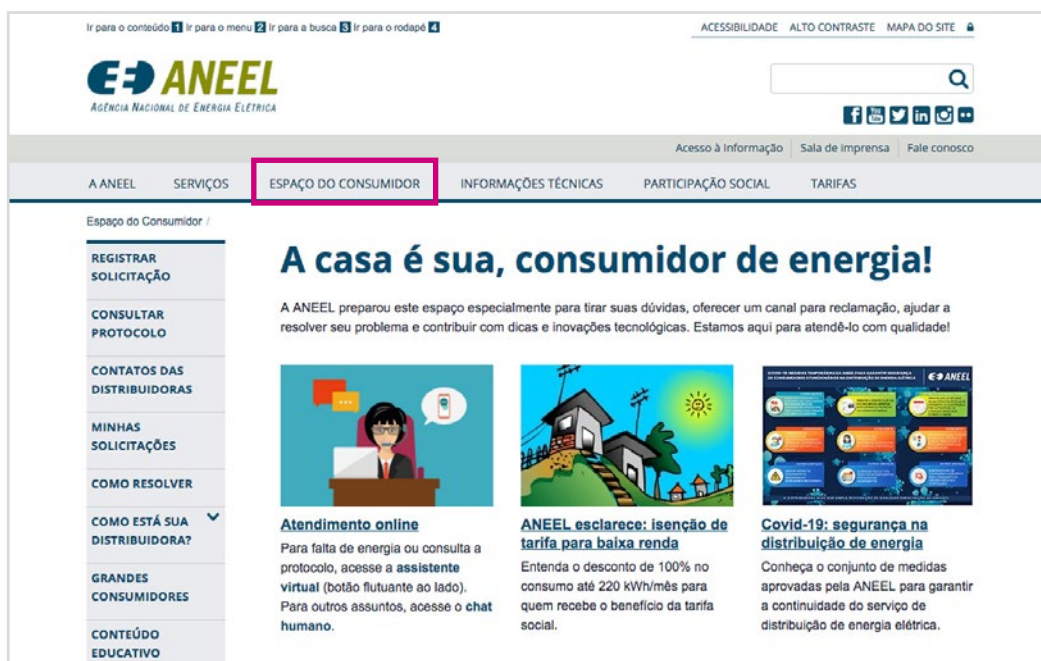 Ir para o conteúdo 1 Ir para o menu 2 Ir para a busca 3 Ir para o rodapé 4
ACESSIBILIDADE ALTO CONTRASTE MAPA DO SITE
ANEEL
AGÊNCIA NACIONAL DE ENERGIA ELÉTRICA
Acesso à Informação Sala de imprensa Fale conosco
A ANEEL SERVIÇOS ESPAÇO DO CONSUMIDOR INFORMAÇÕES TÉCNICAS PARTICIPAÇÃO SOCIAL TARIFAS
Espaço do Consumidor /
REGISTRAR
SOLICITAÇÃO
CONSULTAR
PROTOCOLO
CONTATOS DAS
DISTRIBUIDORAS
MINHAS
SOLICITAÇÕES
COMO RESOLVER
COMO ESTÁ SUA
DISTRIBUIDORA?
GRANDES
CONSUMIDORES
CONTEÚDO
EDUCATIVO
A casa é sua, consumidor de energia!
A ANEEL preparou este espaço especialmente para tirar suas dúvidas, oferecer um canal para reclamação, ajudar a
resolver seu problema e contribuir com dicas e inovações tecnológicas. Estamos aqui para atendê-lo com qualidade!
Atendimento online
Para falta de energia ou consulta a
protocolo, acesse a assistente
virtual (botão flutuante ao lado).
Para outros assuntos, acesse o chat
humano.
ANEEL esclarece: isenção de
tarifa para baixa renda
Entenda o desconto de 100% no
consumo até 220 kWh/mês para
quem recebe o benefício da tarifa
social.
ANEEL
Covid-19: segurança na
distribuição de energia
Conheça o conjunto de medidas
aprovadas pela ANEEL para garantir
a continuidade do serviço de
distribuição de energia elétrica.